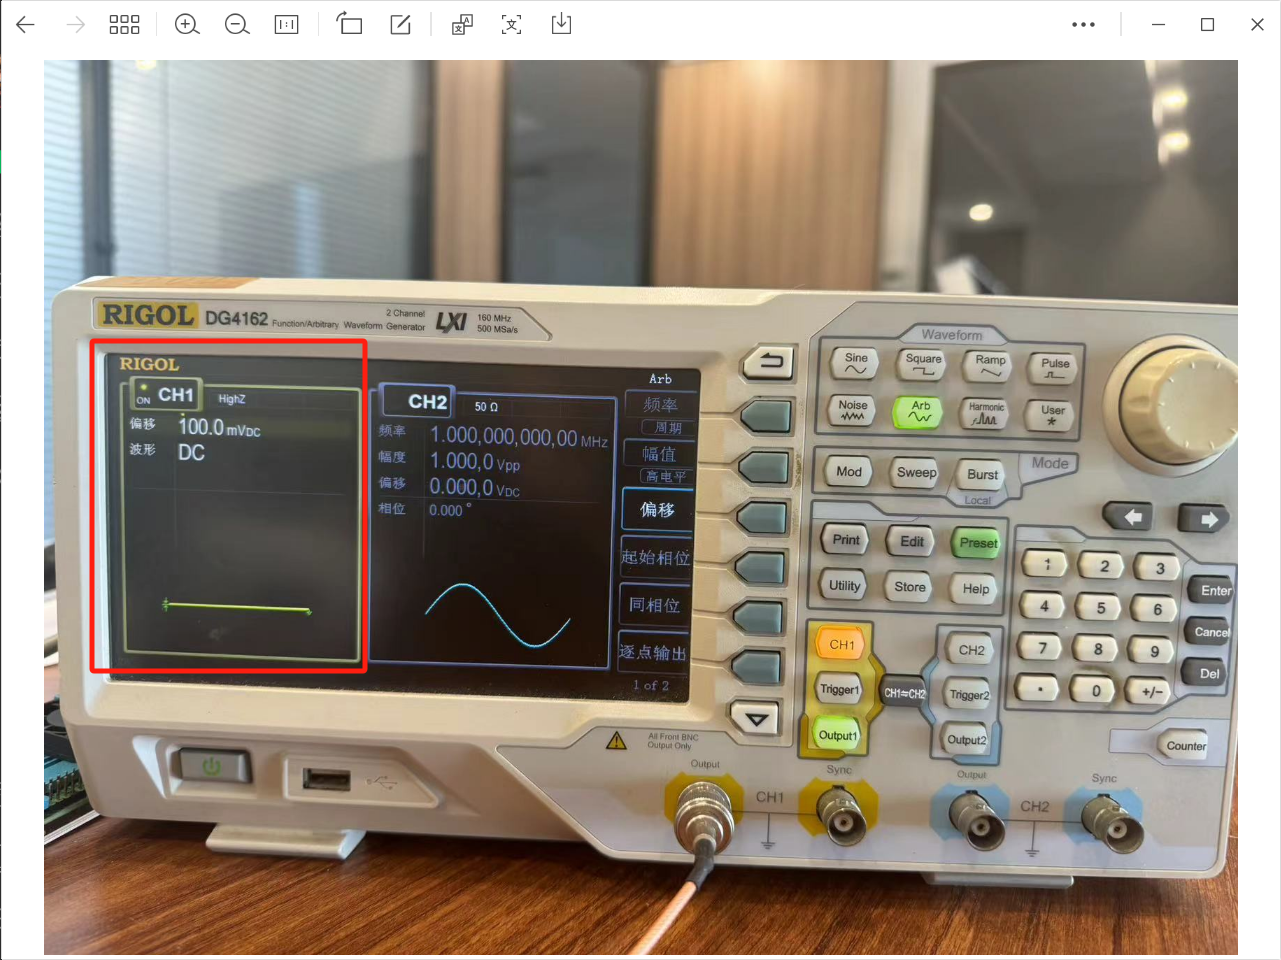 1:1
RIGOL DG4162 Function/Arbitrary Waveform Generator
2 Channel
LXI
160 MHz
500 MSa/s
RIGOL
ON CH1 HighZ
偏移 100.0 mVDC
波形 DC
CH2 50 Ω
频率 1.000,000,000,00 MHz
幅度 1.000,0 Vpp
偏移 0.000,0 VDC
相位 0.000 °
Arb
频率
周期
幅值
高电平
偏移
起始相位
同相位
逐点输出
1 of 2
Waveform
Sine Square Ramp Pulse
Noise Arb Harmonic User
Mod Sweep Burst Mode
Local
Print Edit Preset
Utility Store Help
CH1 CH2
Trigger1 CH1⇋CH2 Trigger2
Output1 Output2
1 2 3 Enter
4 5 6 Cancel
7 8 9 Del
. 0 +/-
Counter
All Front BNC
Output Only
Output CH1 Sync
Output CH2 Sync